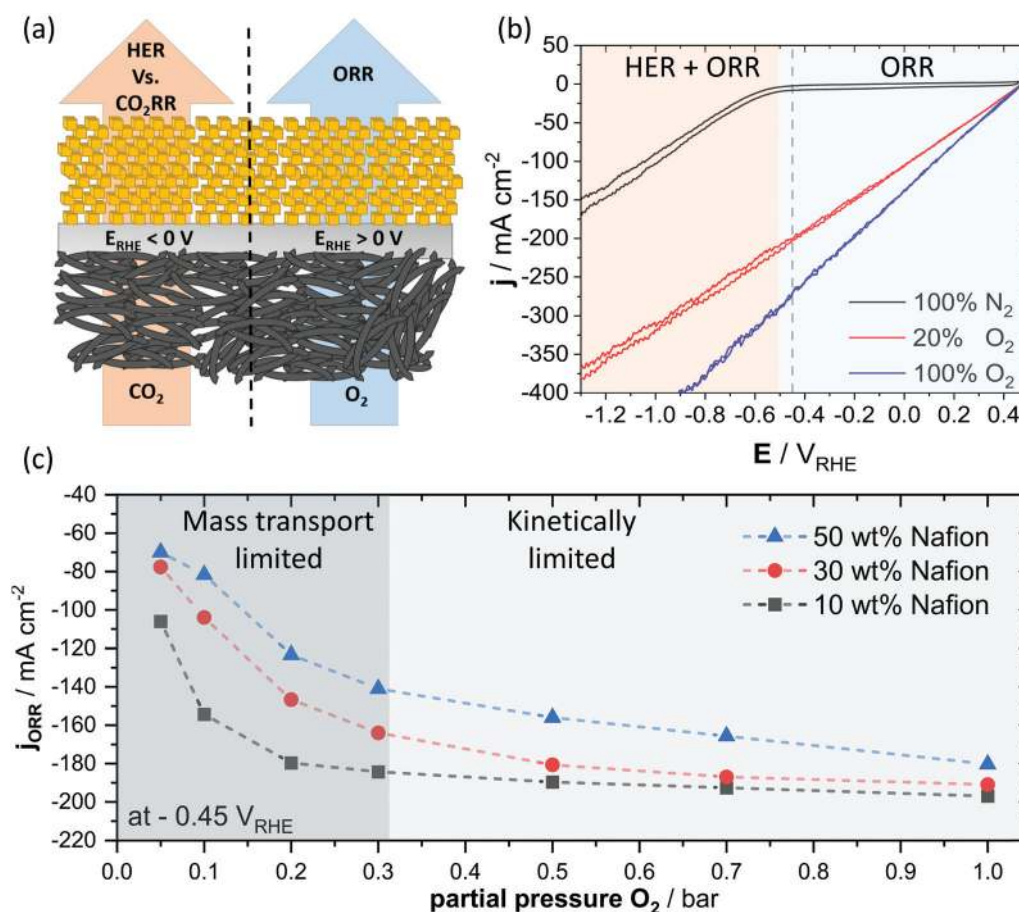 (a)
HER
Vs.
CO₂RR
ORR
E_RHE < 0 V
E_RHE > 0 V
CO₂
O₂
(b)
HER + ORR
ORR
50
0
-50
-100
-150
-200
-250
-300
-350
-400
j / mA cm⁻²
100% N₂
20% O₂
100% O₂
-1.2 -0.8 -0.4 0.0 0.4
-1.0 -0.6 -0.2 0.2
E / V_RHE
(c)
-40
-60
-80
-100
-120
-140
-160
-180
-200
-220
j_ORR / mA cm⁻²
Mass transport
limited
Kinetically
limited
50 wt% Nafion
30 wt% Nafion
10 wt% Nafion
at - 0.45 V_RHE
0.0 0.1 0.2 0.3 0.4 0.5 0.6 0.7 0.8 0.9 1.0
partial pressure O₂ / bar